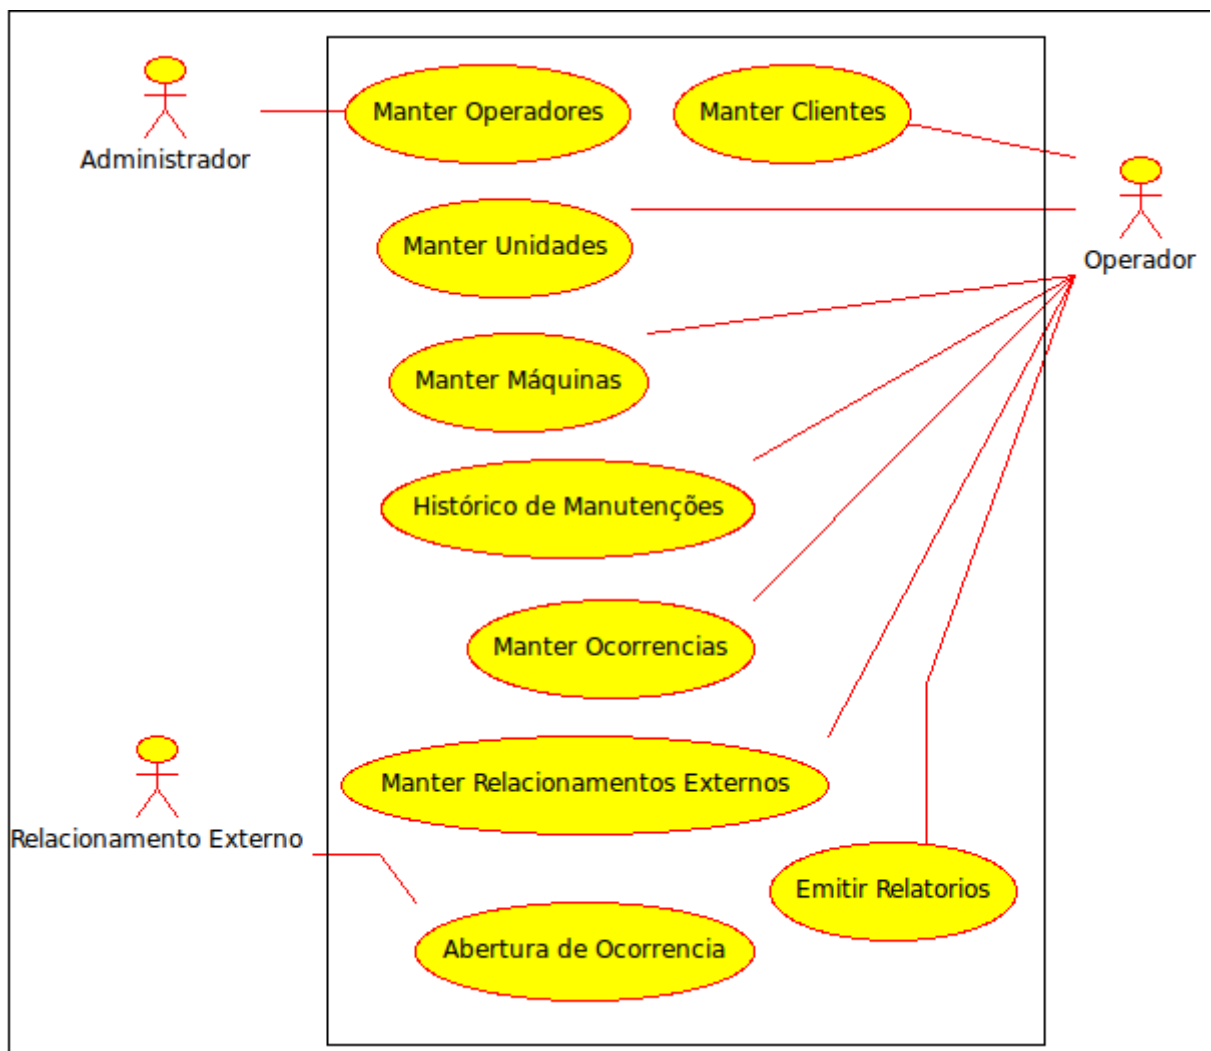 Manter Operadores
Manter Clientes
Administrador
Manter Unidades
Operador
Manter Máquinas
Histórico de Manutenções
Manter Ocorrencias
Manter Relacionamentos Externos
Relacionamento Externo
Emitir Relatorios
Abertura de Ocorrencia